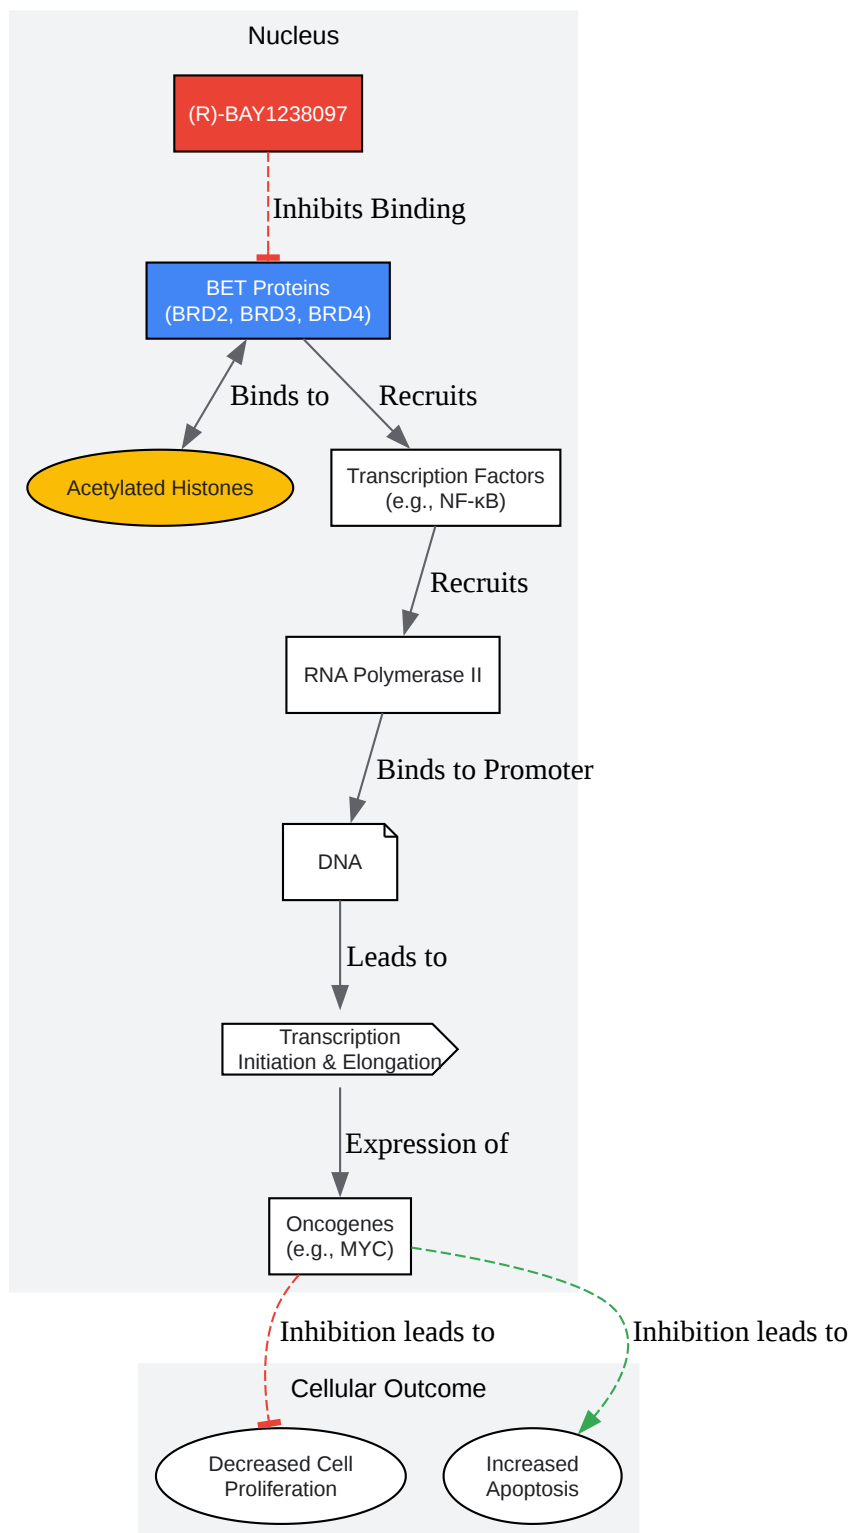 Nucleus
(R)-BAY1238097
Inhibits Binding
BET Proteins
(BRD2, BRD3, BRD4)
Binds to
Recruits
Acetylated Histones
Transcription Factors
(e.g., NF-κB)
Recruits
RNA Polymerase II
Binds to Promoter
DNA
Leads to
Transcription
Initiation & Elongation
Expression of
Oncogenes
(e.g., MYC)
Inhibition leads to
Inhibition leads to
Cellular Outcome
Decreased Cell
Proliferation
Increased
Apoptosis